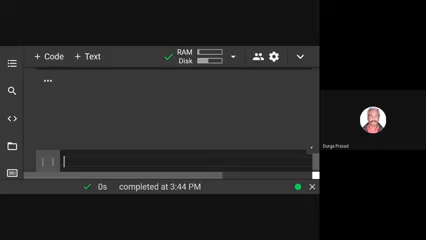 + Code + Text
RAM
Disk
...
[ ]
0s completed at 3:44 PM
Durga Prasad